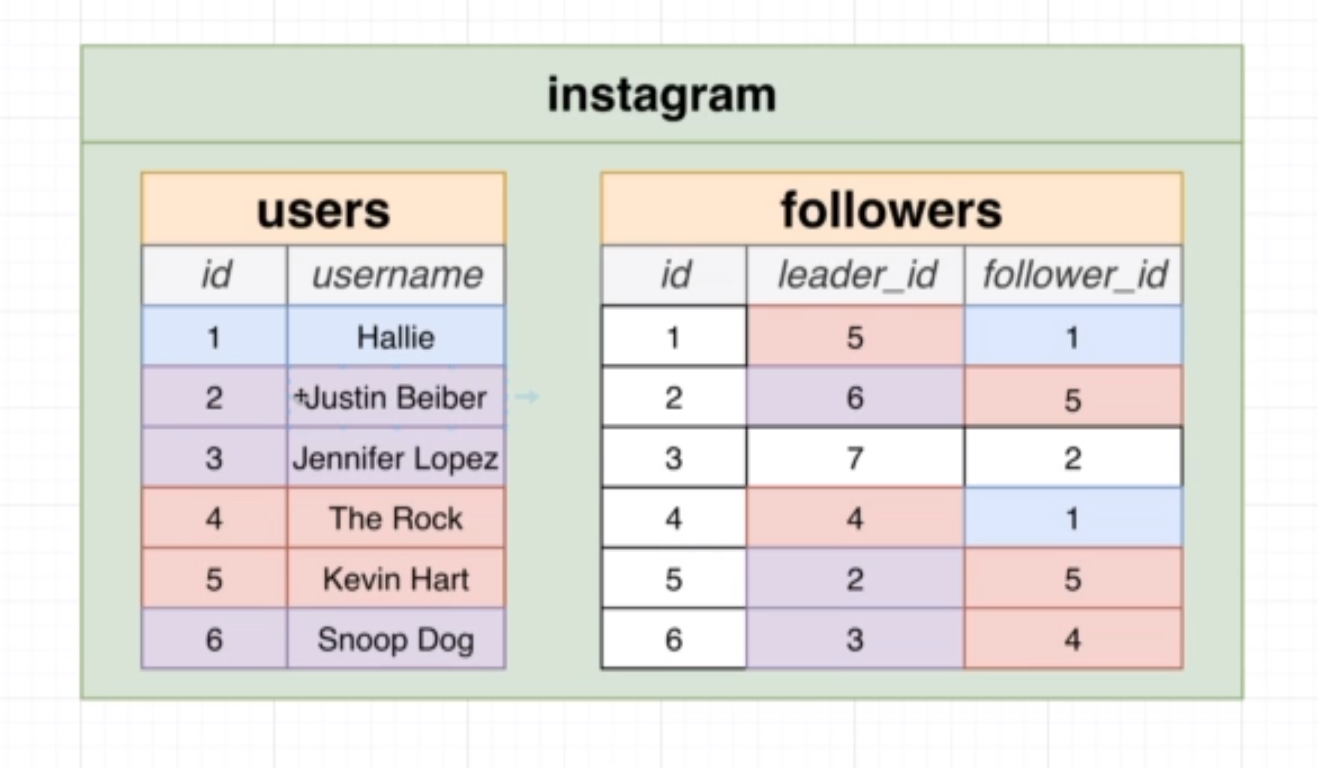 instagram
users
id username
1 Hallie
2 Justin Beiber
3 Jennifer Lopez
4 The Rock
5 Kevin Hart
6 Snoop Dog
followers
id leader_id follower_id
1 5 1
2 6 5
3 7 2
4 4 1
5 2 5
6 3 4